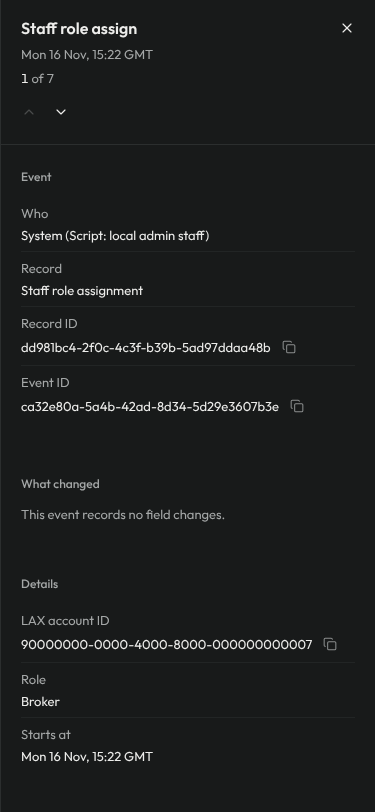 Staff role assign
Mon 16 Nov, 15:22 GMT
1 of 7
Event
Who
System (Script: local admin staff)
Record
Staff role assignment
Record ID
dd981bc4-2f0c-4c3f-b39b-5ad97ddaa48b
Event ID
ca32e80a-5a4b-42ad-8d34-5d29e3607b3e
What changed
This event records no field changes.
Details
LAX account ID
90000000-0000-4000-8000-000000000007
Role
Broker
Starts at
Mon 16 Nov, 15:22 GMT